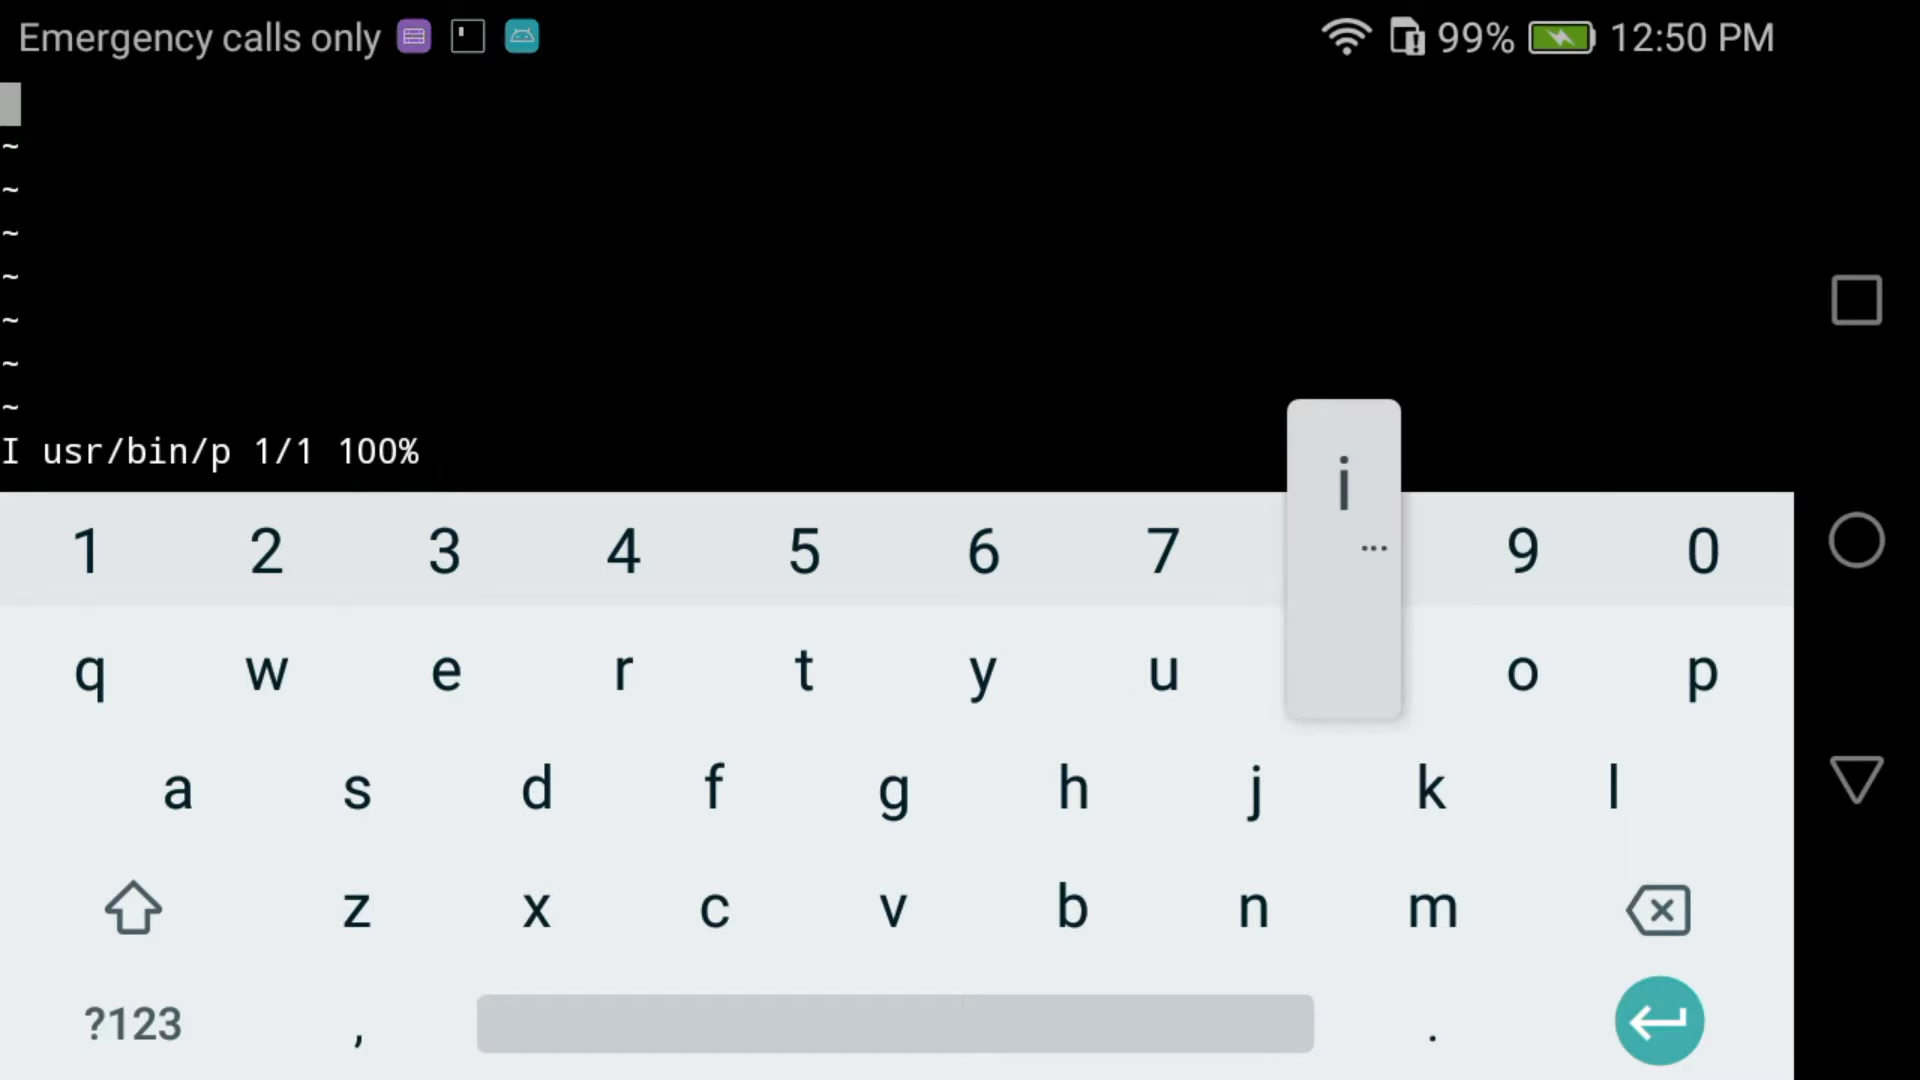 Emergency calls only 99% 12:50 PM
~
~
~
~
~
~
~
I usr/bin/p 1/1 100%
i
...
1 2 3 4 5 6 7 9 0
q w e r t y u o p
a s d f g h j k l
z x c v b n m
?123 , .